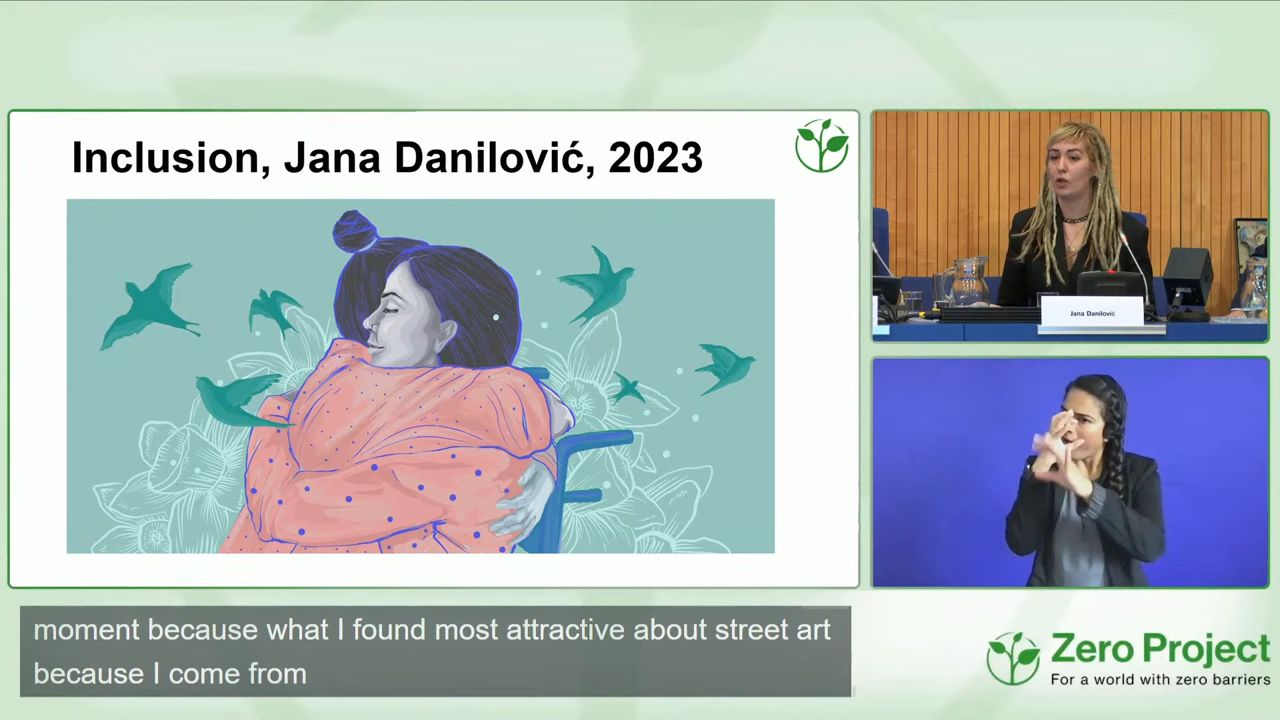 Inclusion, Jana Danilović, 2023
Jana Danilović
moment because what I found most attractive about street art
because I come from
Zero Project
For a world with zero barriers